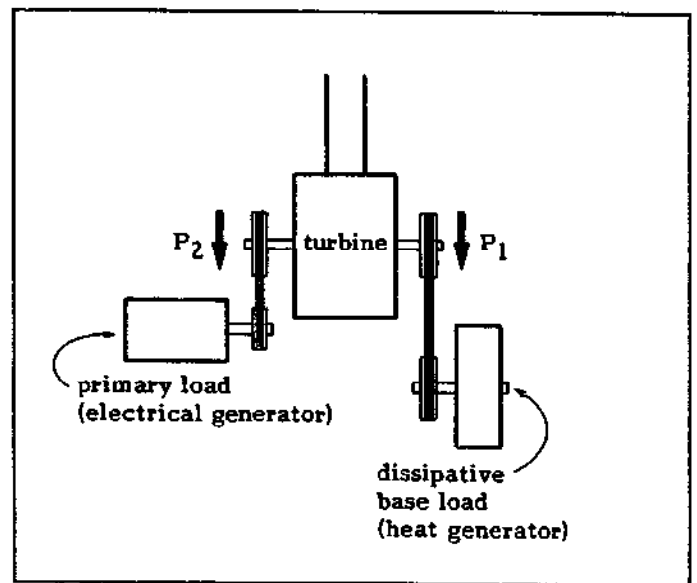 P2
turbine
P1
primary load
(electrical generator)
dissipative
base load
(heat generator)